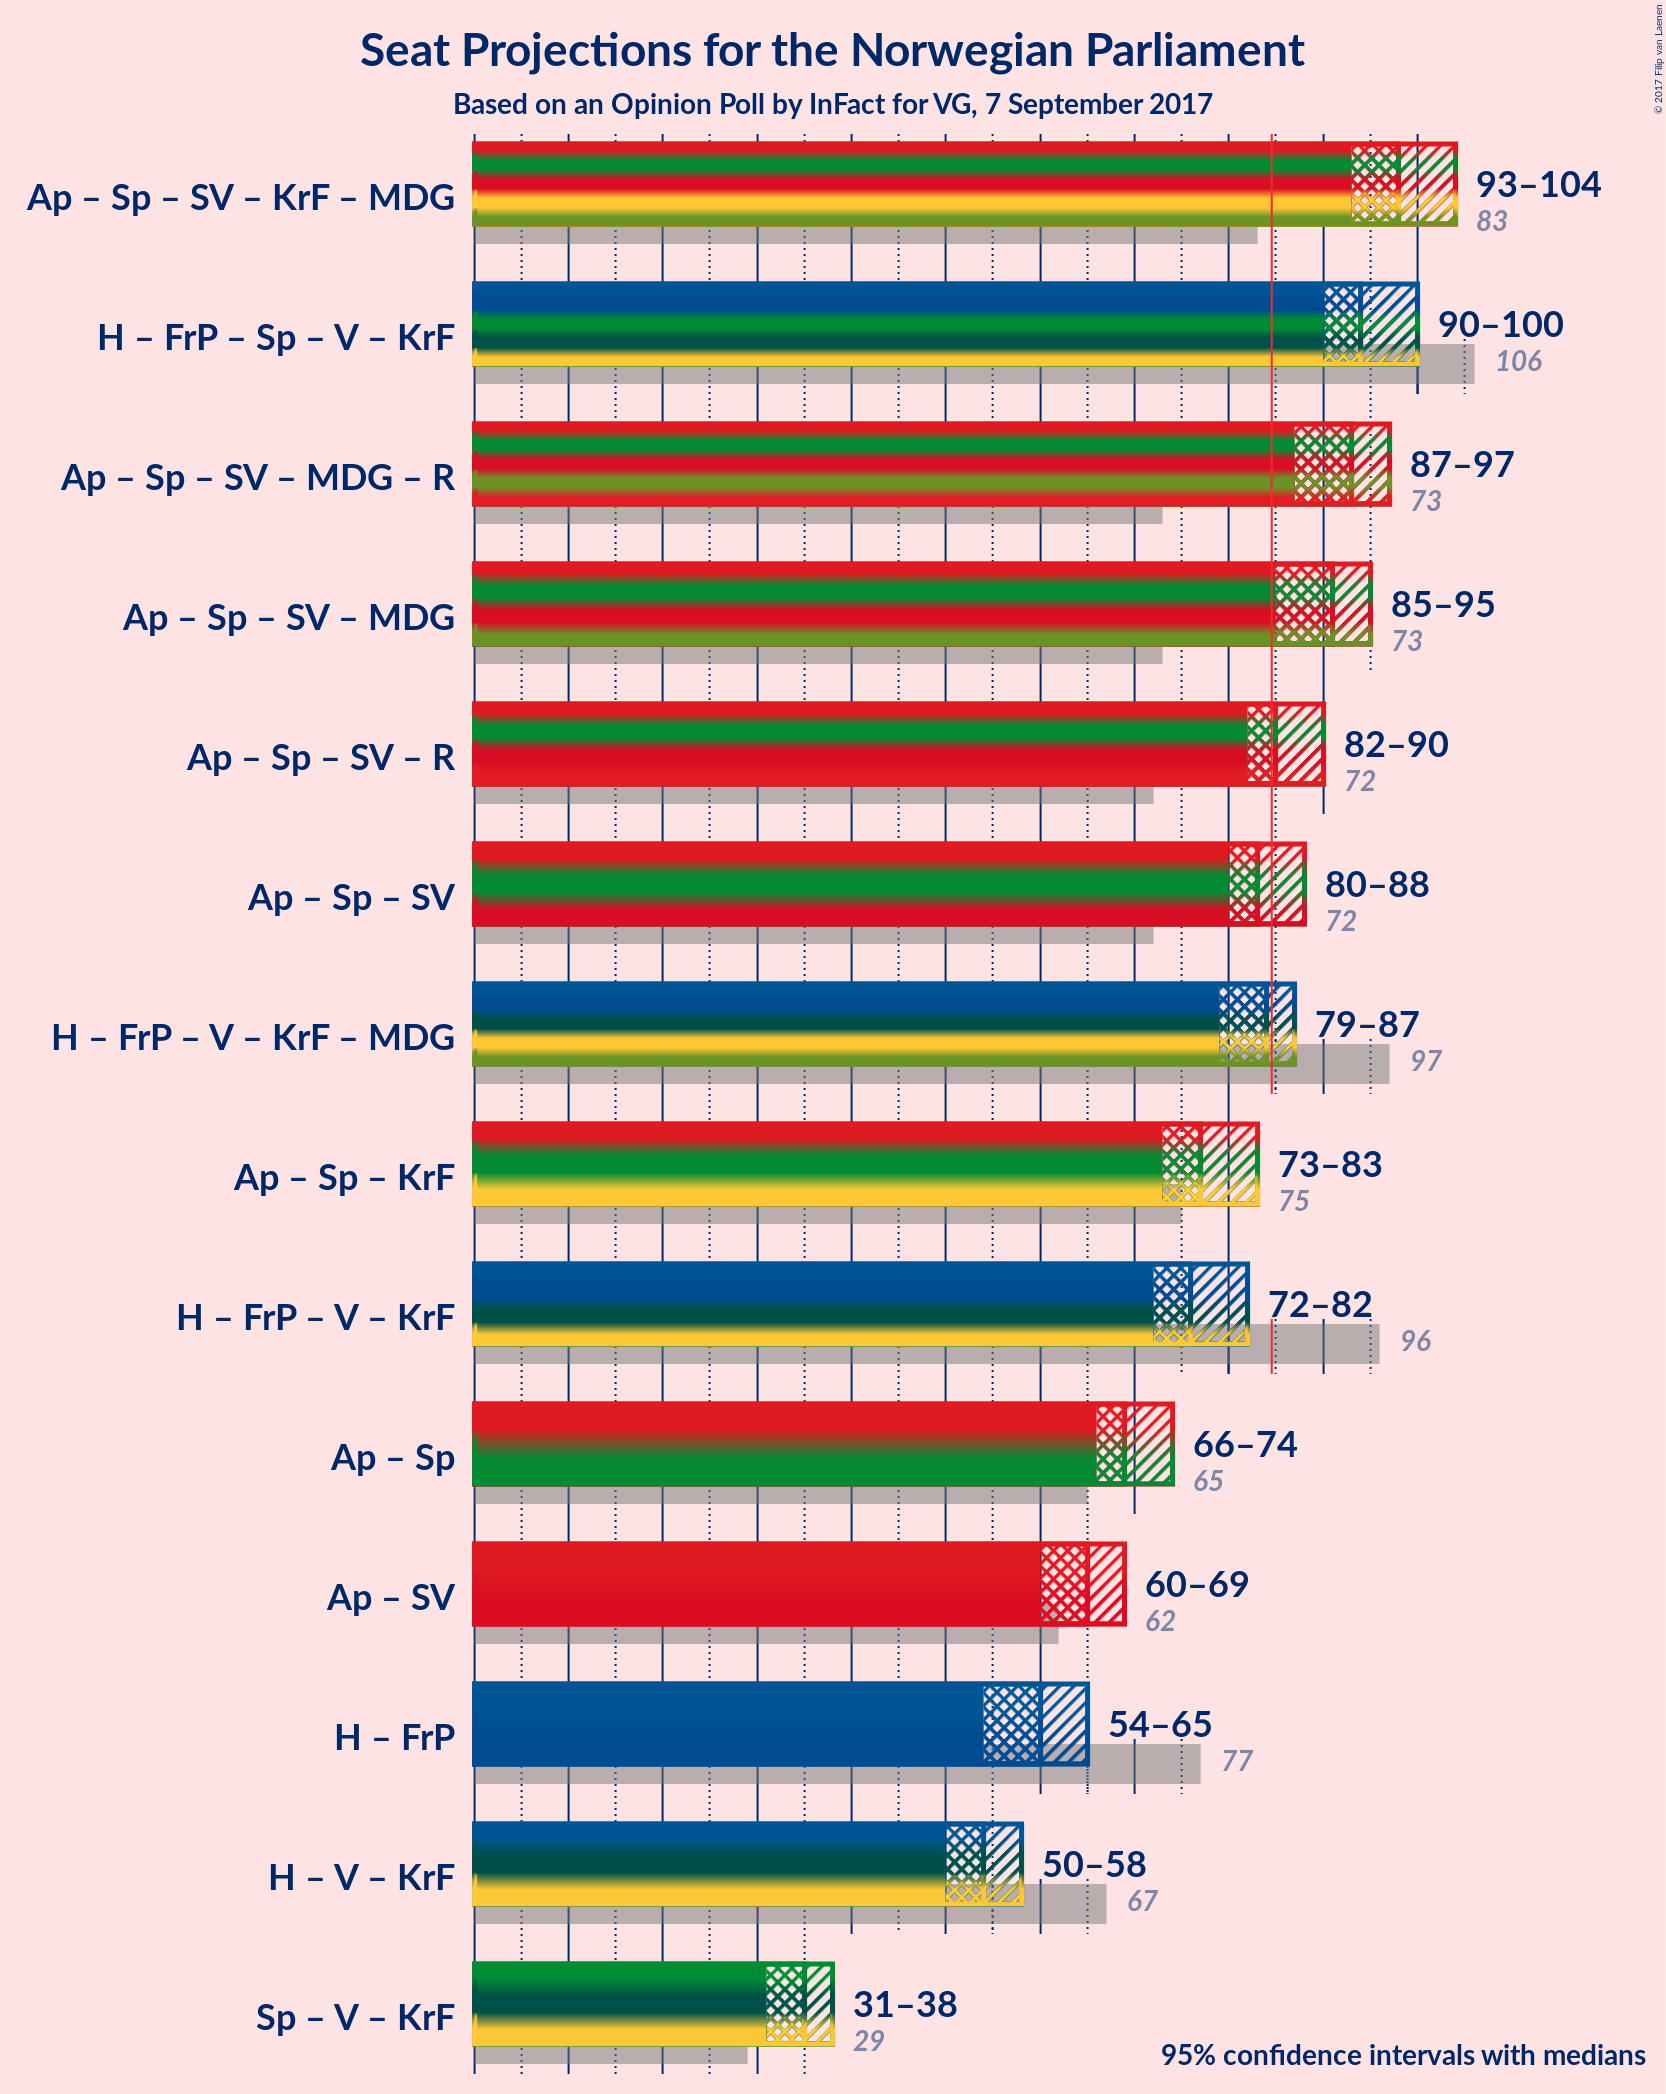 Seat Projections for the Norwegian Parliament
Based on an Opinion Poll by InFact for VG, 7 September 2017
© 2017 Filip van Laenen
Ap – Sp – SV – KrF – MDG
93–104
83
H – FrP – Sp – V – KrF
90–100
106
Ap – Sp – SV – MDG – R
87–97
73
Ap – Sp – SV – MDG
85–95
73
Ap – Sp – SV – R
82–90
72
Ap – Sp – SV
80–88
72
H – FrP – V – KrF – MDG
79–87
97
Ap – Sp – KrF
73–83
75
H – FrP – V – KrF
72–82
96
Ap – Sp
66–74
65
Ap – SV
60–69
62
H – FrP
54–65
77
H – V – KrF
50–58
67
Sp – V – KrF
31–38
29
95% confidence intervals with medians